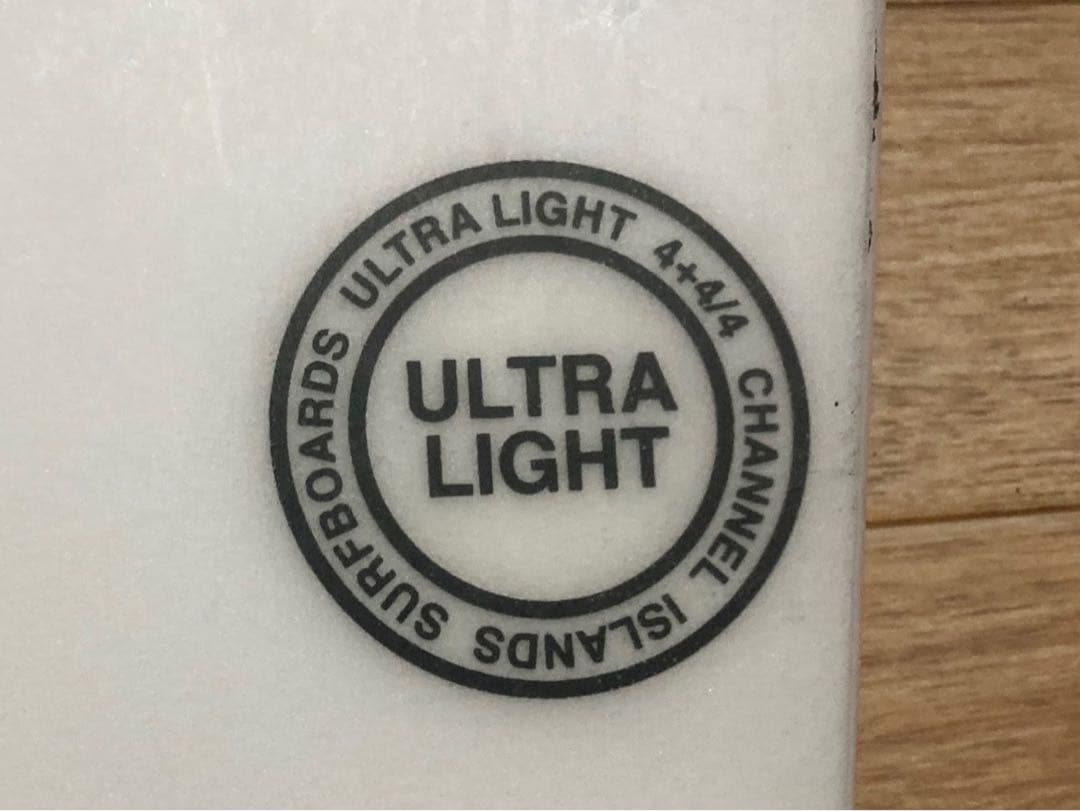 ULTRA LIGHT 4+4/4 CHANNEL ISLANDS SURFBOARDS
ULTRA
LIGHT